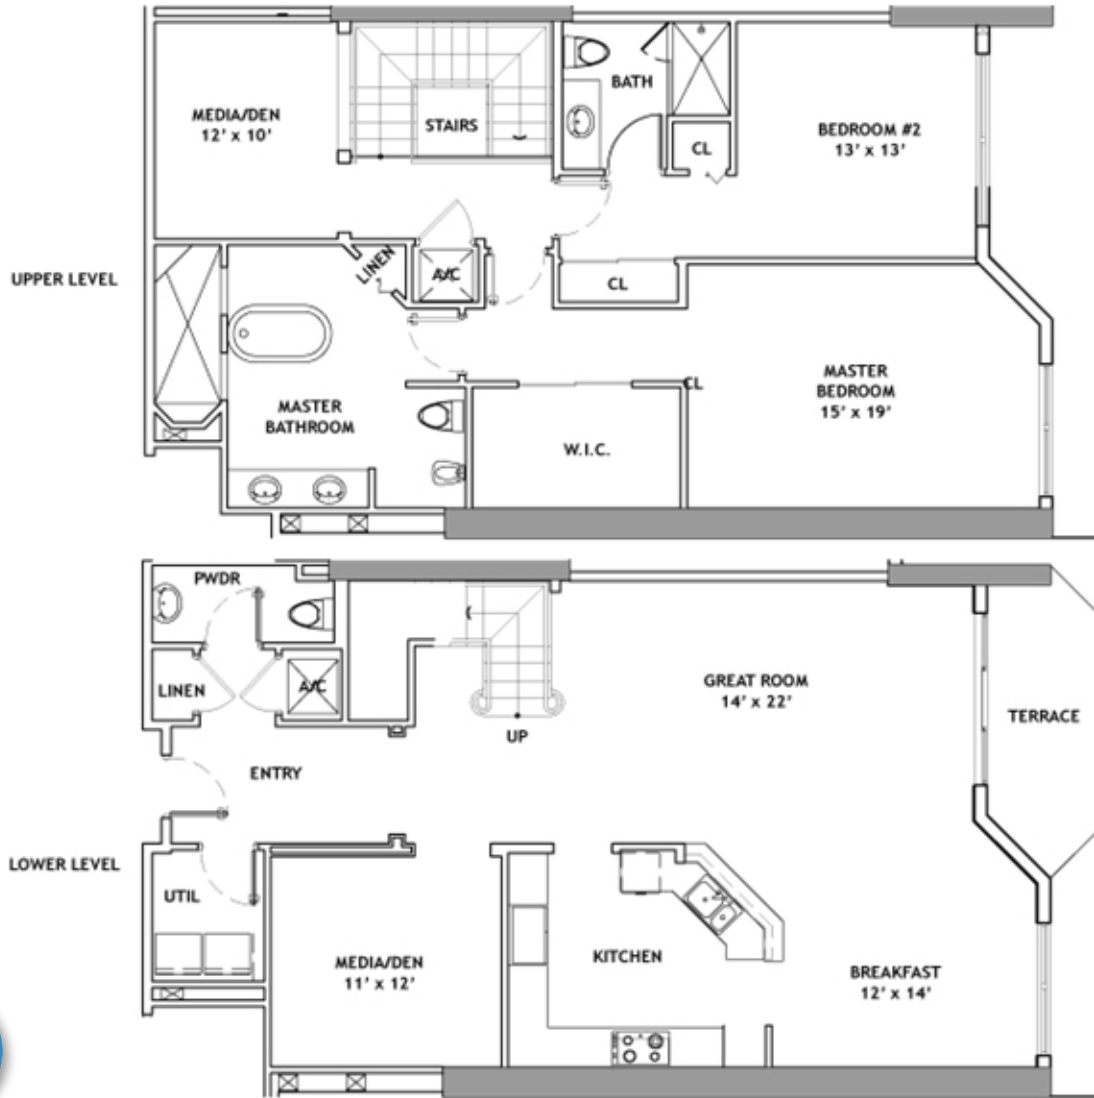 MEDIA/DEN
12' x 10'
STAIRS
BATH
CL
BEDROOM #2
13' x 13'
UPPER LEVEL
LINEN
A/C
CL
MASTER
BATHROOM
CL
MASTER
BEDROOM
15' x 19'
W.I.C.
PWDR
LINEN
A/C
UP
GREAT ROOM
14' x 22'
TERRACE
ENTRY
LOWER LEVEL
UTIL
MEDIA/DEN
11' x 12'
KITCHEN
BREAKFAST
12' x 14'